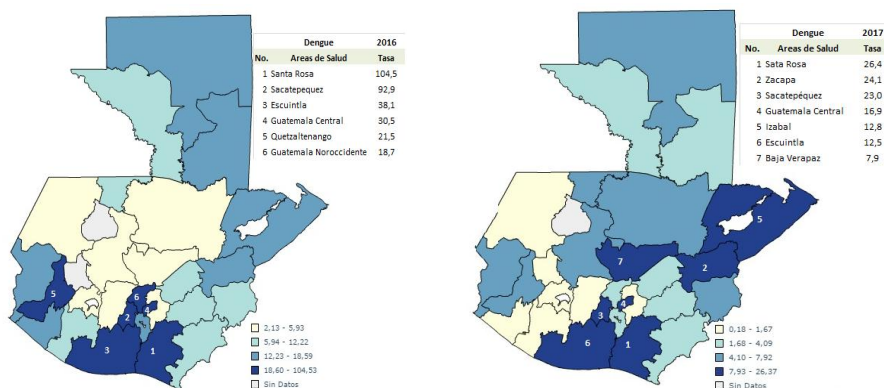 Dengue 2016
No. Areas de Salud Tasa
1 Santa Rosa 104,5
2 Sacatepequez 92,9
3 Escuintla 38,1
4 Guatemala Central 30,5
5 Quetzaltenango 21,5
6 Guatemala Noroccidente 18,7
5
6
4
2
3
1
2,13 - 5,93
5,94 - 12,22
12,23 - 18,59
18,60 - 104,53
Sin Datos
Dengue 2017
No. Areas de Salud Tasa
1 Sata Rosa 26,4
2 Zacapa 24,1
3 Sacatepéquez 23,0
4 Guatemala Central 16,9
5 Izabal 12,8
6 Escuintla 12,5
7 Baja Verapaz 7,9
5
7
2
4
3
6
1
0,18 - 1,67
1,68 - 4,09
4,10 - 7,92
7,93 - 26,37
Sin Datos